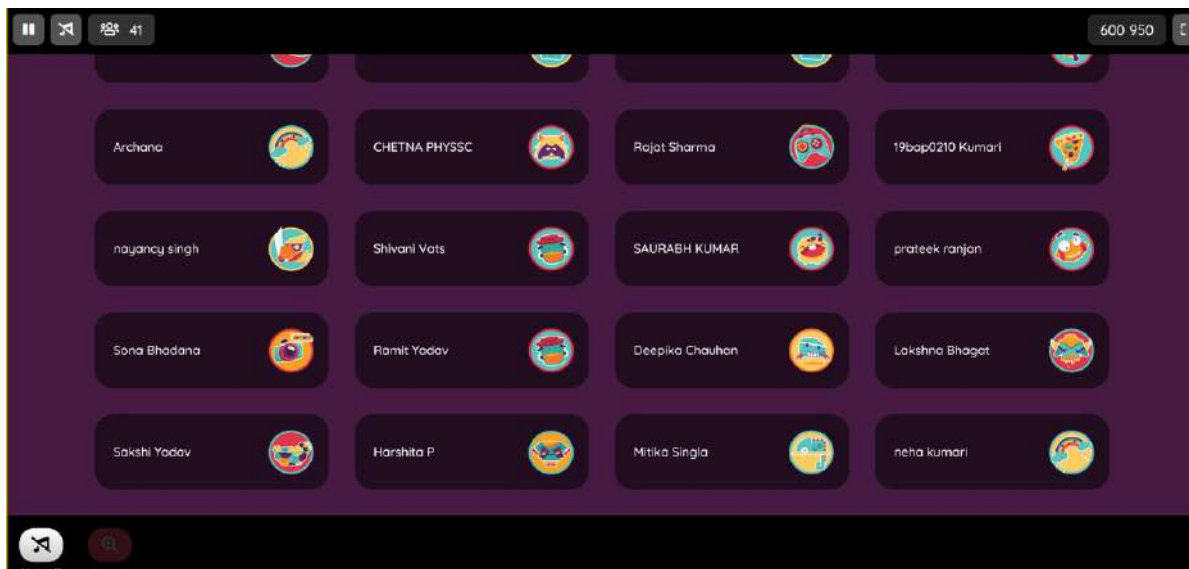 41
600 950
Archana
CHETNA PHYSSC
Rajat Sharma
19bap0210 Kumari
nayancy singh
Shivani Vats
SAURABH KUMAR
prateek ranjan
Sona Bhadana
Ramit Yadav
Deepika Chauhan
Lakshna Bhagat
Sakshi Yadav
Harshita P
Mitika Singla
neha kumari